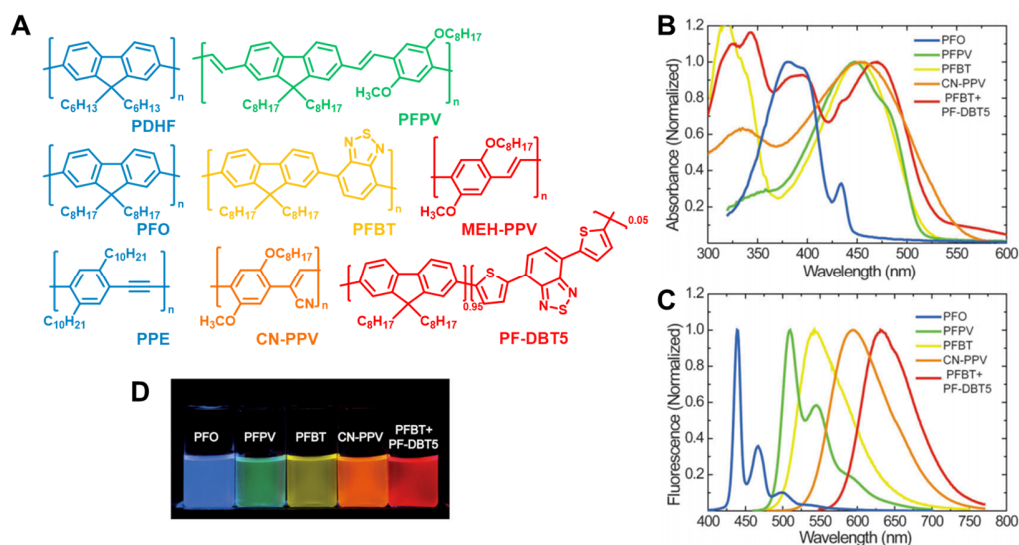 A
C8H13
C6H13
n
PDHF
OC8H17
H3CO
C8H17
C8H17
n
PFPV
C8H17
C8H17
n
PFO
S
N
N
C8H17
C8H17
n
PFBT
OC8H17
H3CO
n
MEH-PPV
C10H21
C10H21
n
PPE
OC8H17
H3CO
CN
n
CN-PPV
C8H17
C8H17
0.95
S
S
0.05
N
N
S
PF-DBT5
B
Absorbance (Normalized)
1.2
1.0
0.8
0.6
0.4
0.2
0.0
300 350 400 450 500 550 600
Wavelength (nm)
PFO
PFPV
PFBT
CN-PPV
PFBT+
PF-DBT5
C
Fluorescence (Normalized)
1.2
1.0
0.8
0.6
0.4
1.2
400 450 500 550 600 650 700 750 800
Wavelength (nm)
PFO
PFPV
PFBT
CN-PPV
PFBT+
PF-DBT5
D
PFO
PFPV
PFBT
CN-PPV
PFBT+
PF-DBT5